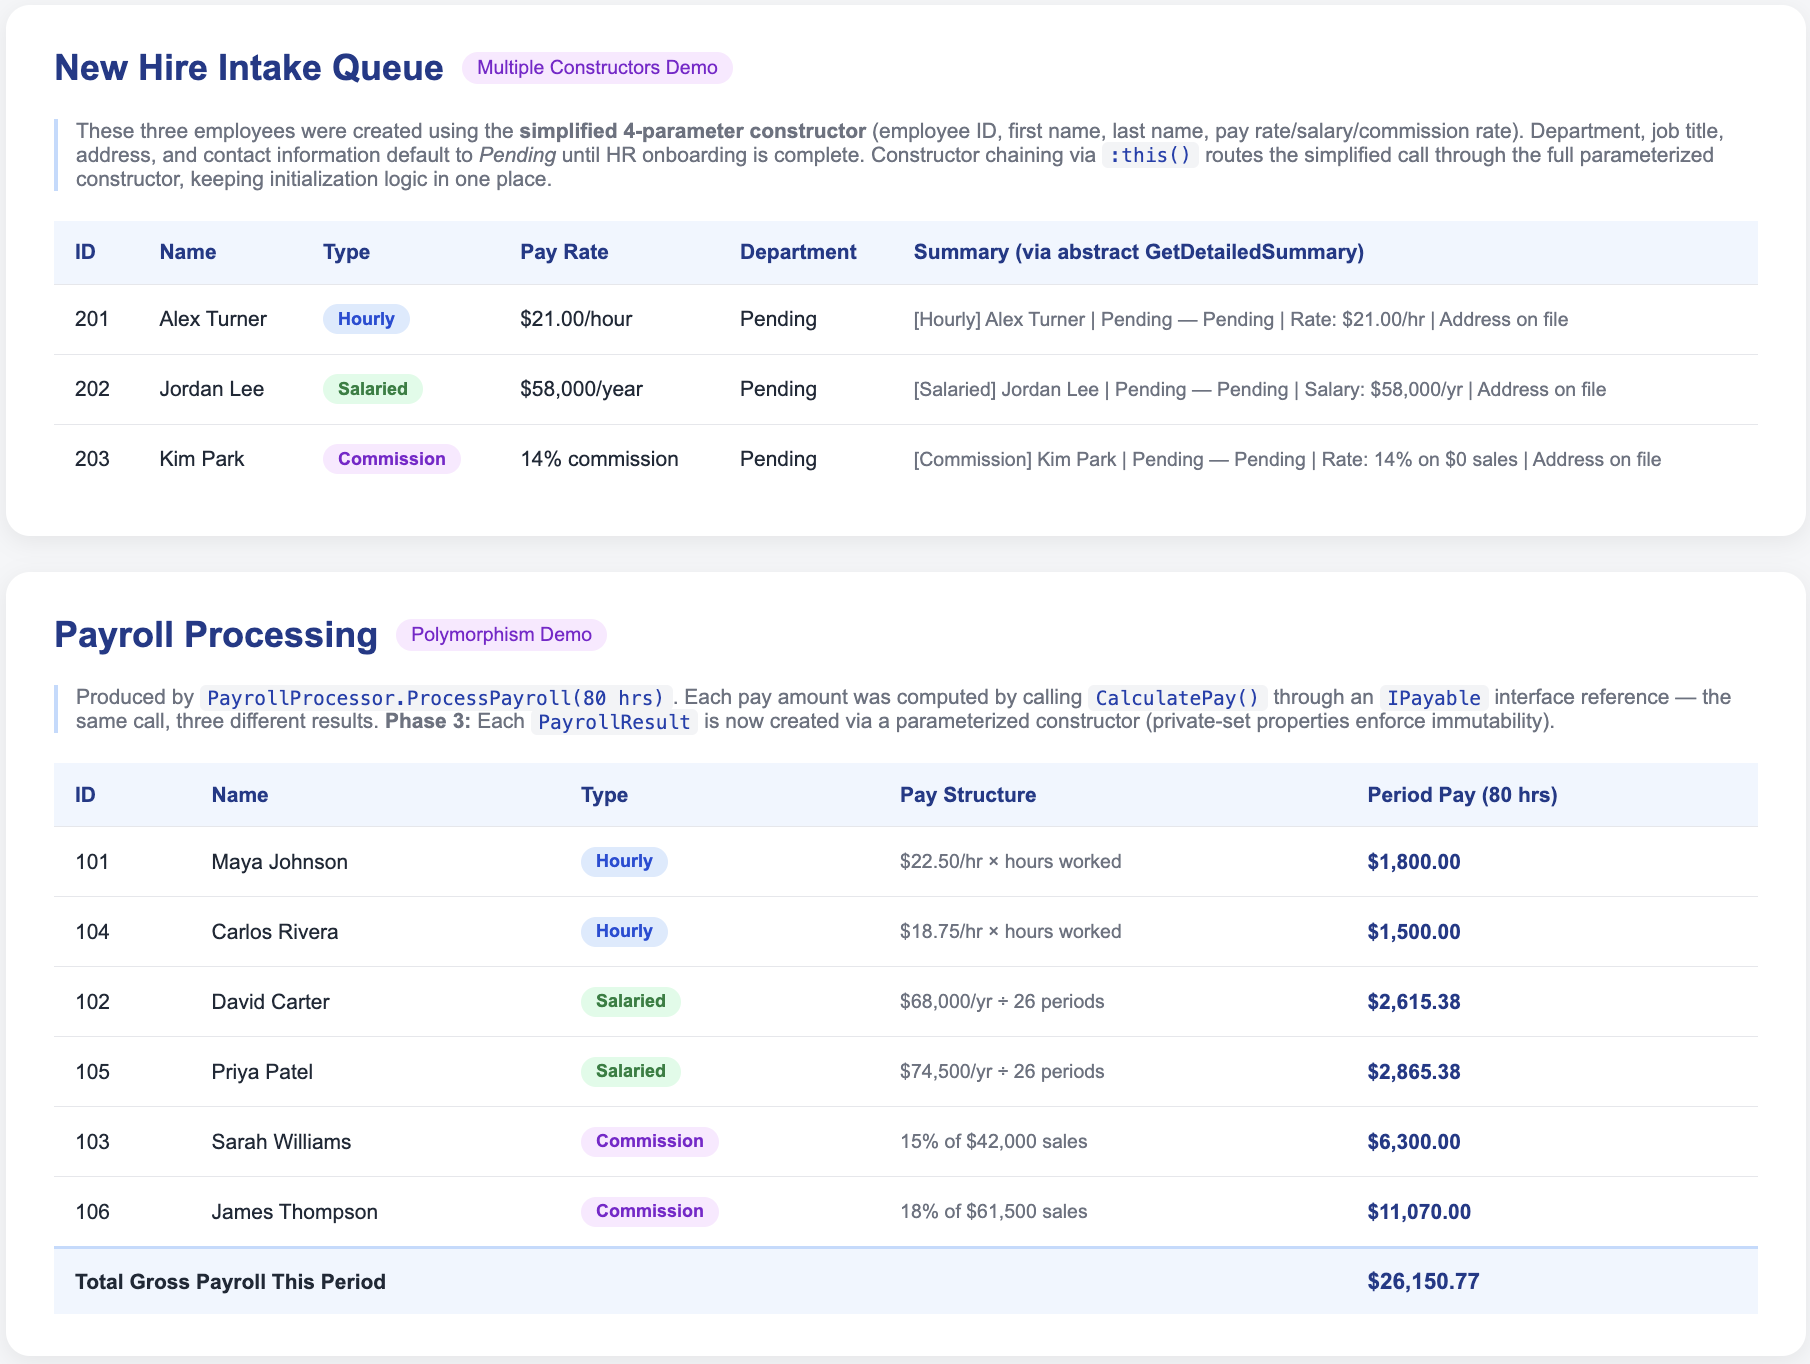 New Hire Intake Queue Multiple Constructors Demo
These three employees were created using the simplified 4-parameter constructor (employee ID, first name, last name, pay rate/salary/commission rate). Department, job title,
address, and contact information default to Pending until HR onboarding is complete. Constructor chaining via :this() routes the simplified call through the full parameterized
constructor, keeping initialization logic in one place.
ID Name Type Pay Rate Department Summary (via abstract GetDetailedSummary)
201 Alex Turner Hourly $21.00/hour Pending [Hourly] Alex Turner | Pending — Pending | Rate: $21.00/hr | Address on file
202 Jordan Lee Salaried $58,000/year Pending [Salaried] Jordan Lee | Pending — Pending | Salary: $58,000/yr | Address on file
203 Kim Park Commission 14% commission Pending [Commission] Kim Park | Pending — Pending | Rate: 14% on $0 sales | Address on file
Payroll Processing Polymorphism Demo
Produced by PayrollProcessor.ProcessPayroll(80 hrs). Each pay amount was computed by calling CalculatePay() through an IPayable interface reference — the
same call, three different results. Phase 3: Each PayrollResult is now created via a parameterized constructor (private-set properties enforce immutability).
ID Name Type Pay Structure Period Pay (80 hrs)
101 Maya Johnson Hourly $22.50/hr × hours worked $1,800.00
104 Carlos Rivera Hourly $18.75/hr × hours worked $1,500.00
102 David Carter Salaried $68,000/yr ÷ 26 periods $2,615.38
105 Priya Patel Salaried $74,500/yr ÷ 26 periods $2,865.38
103 Sarah Williams Commission 15% of $42,000 sales $6,300.00
106 James Thompson Commission 18% of $61,500 sales $11,070.00
Total Gross Payroll This Period $26,150.77